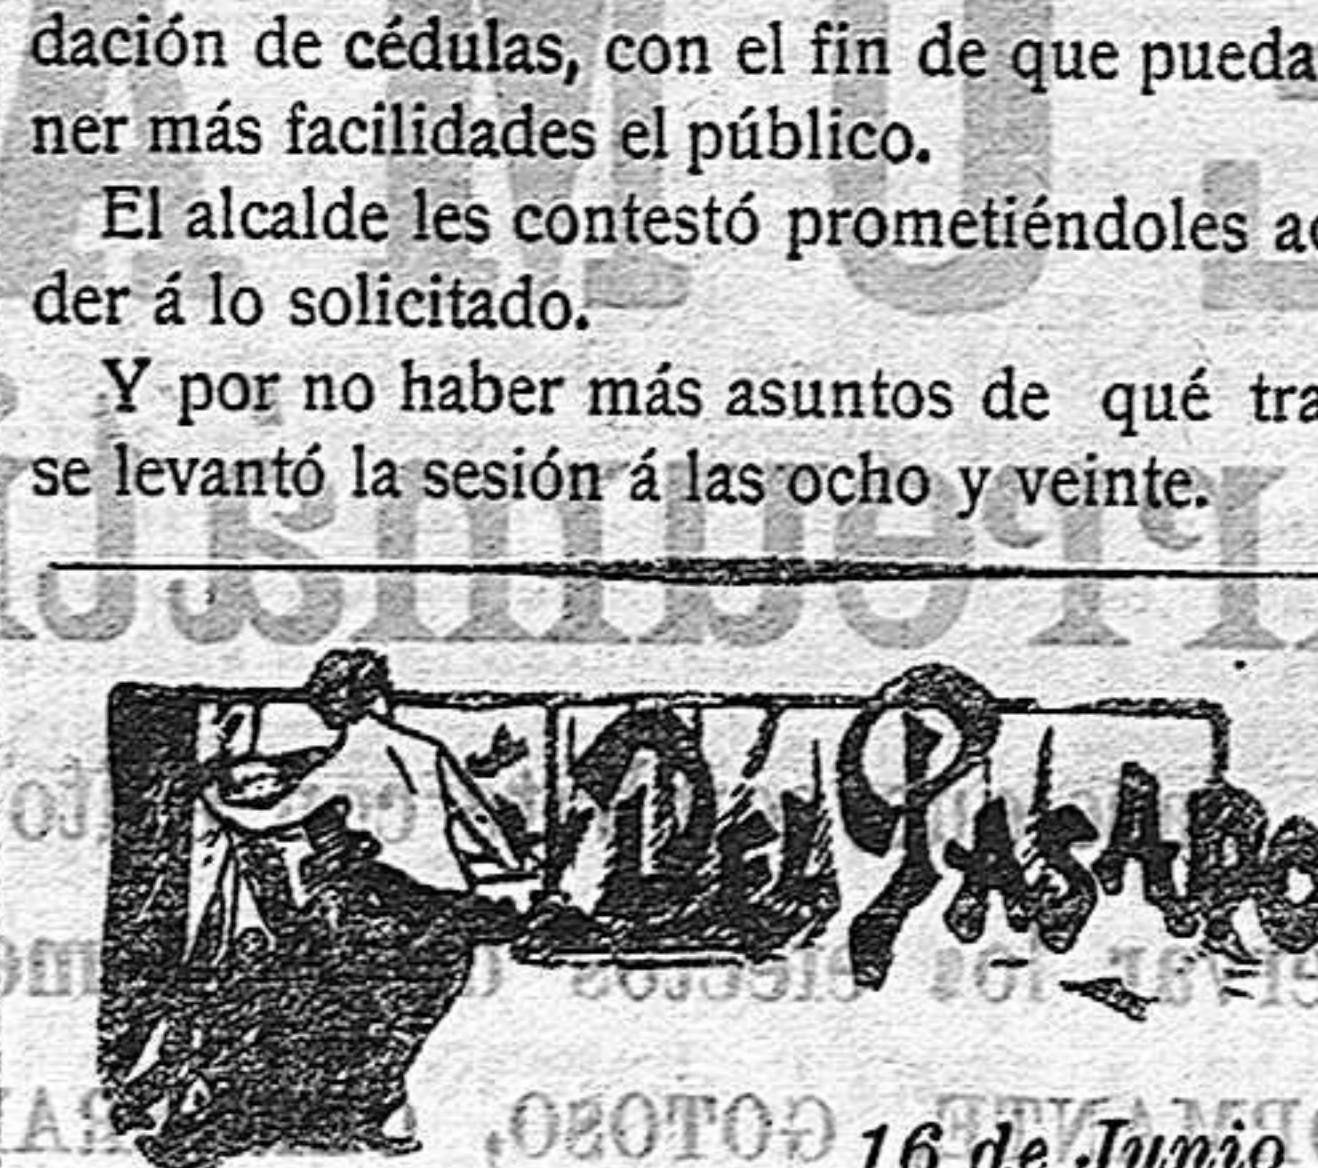 dación de cédulas, con el fin de que pueda
ner más facilidades el público.
El alcalde les contestó prometiéndoles
der á lo solicitado.
Y por no haber más asuntos de qué tra
se levantó la sesión á las ocho y veinte.
DEL PASADO
16 de Junio